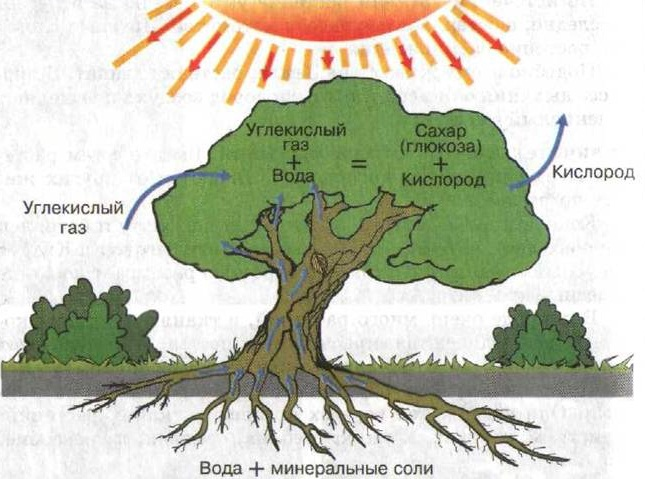 Углекислый
газ
+
Вода
=
Сахар
(глюкоза)
+
Кислород
Углекислый
газ
Кислород
Вода + минеральные соли